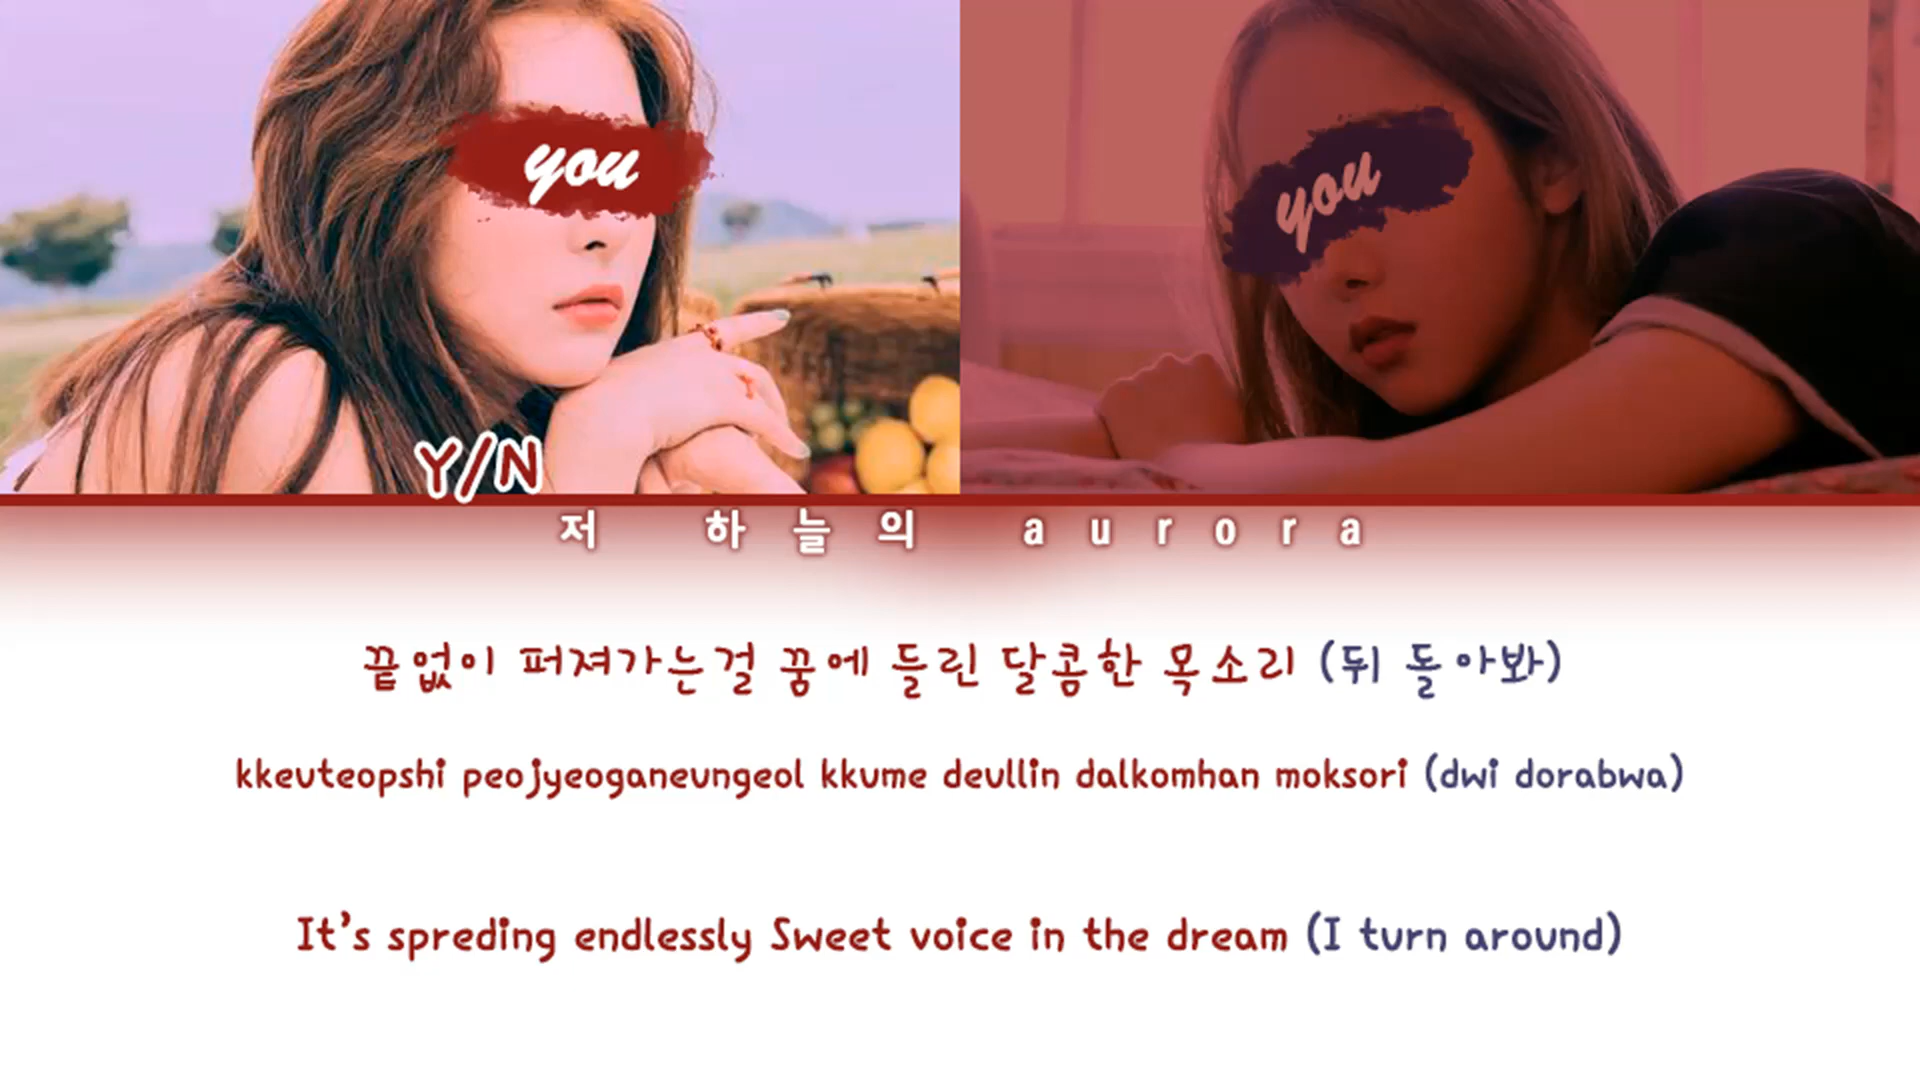 you
you
Y/N
저 하늘의 aurora
끝없이 퍼져가는걸 꿈에 들린 달콤한 목소리 (뒤 돌아봐)
kkeuteopshi peojyeoganeungeol kkume deullin dalkomhan moksori (dwi dorabwa)
It's spreding endlessly Sweet voice in the dream (I turn around)